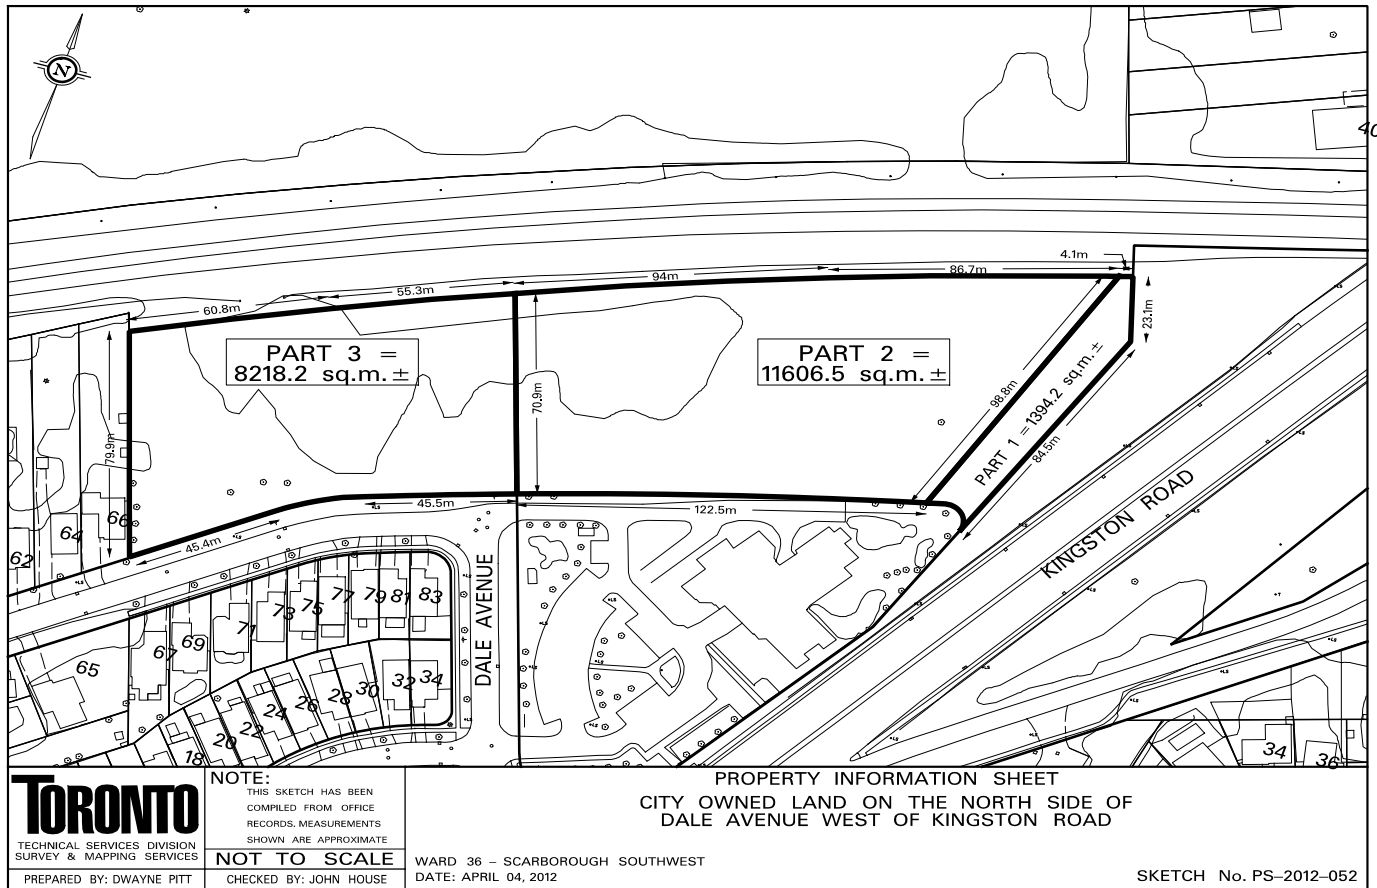 N
40
4.1m
86.7m
94m
55.3m
60.8m
23.1m
PART 3 =
8218.2 sq.m. ±
PART 2 =
11606.5 sq.m. ±
70.9m
98.8m
PART 1 = 1394.2 sq.m. ±
84.5m
79.9m
45.5m
122.5m
45.4m
KINGSTON ROAD
DALE AVENUE
62
64
66
65
67
69
71
73
75
77
79
81
83
18
20
22
24
26
28
30
32
34
34
36
TORONTO
TECHNICAL SERVICES DIVISION
SURVEY & MAPPING SERVICES
PREPARED BY: DWAYNE PITT
NOTE:
THIS SKETCH HAS BEEN
COMPILED FROM OFFICE
RECORDS. MEASUREMENTS
SHOWN ARE APPROXIMATE
NOT TO SCALE
CHECKED BY: JOHN HOUSE
PROPERTY INFORMATION SHEET
CITY OWNED LAND ON THE NORTH SIDE OF
DALE AVENUE WEST OF KINGSTON ROAD
WARD 36 – SCARBOROUGH SOUTHWEST
DATE: APRIL 04, 2012
SKETCH No. PS–2012–052